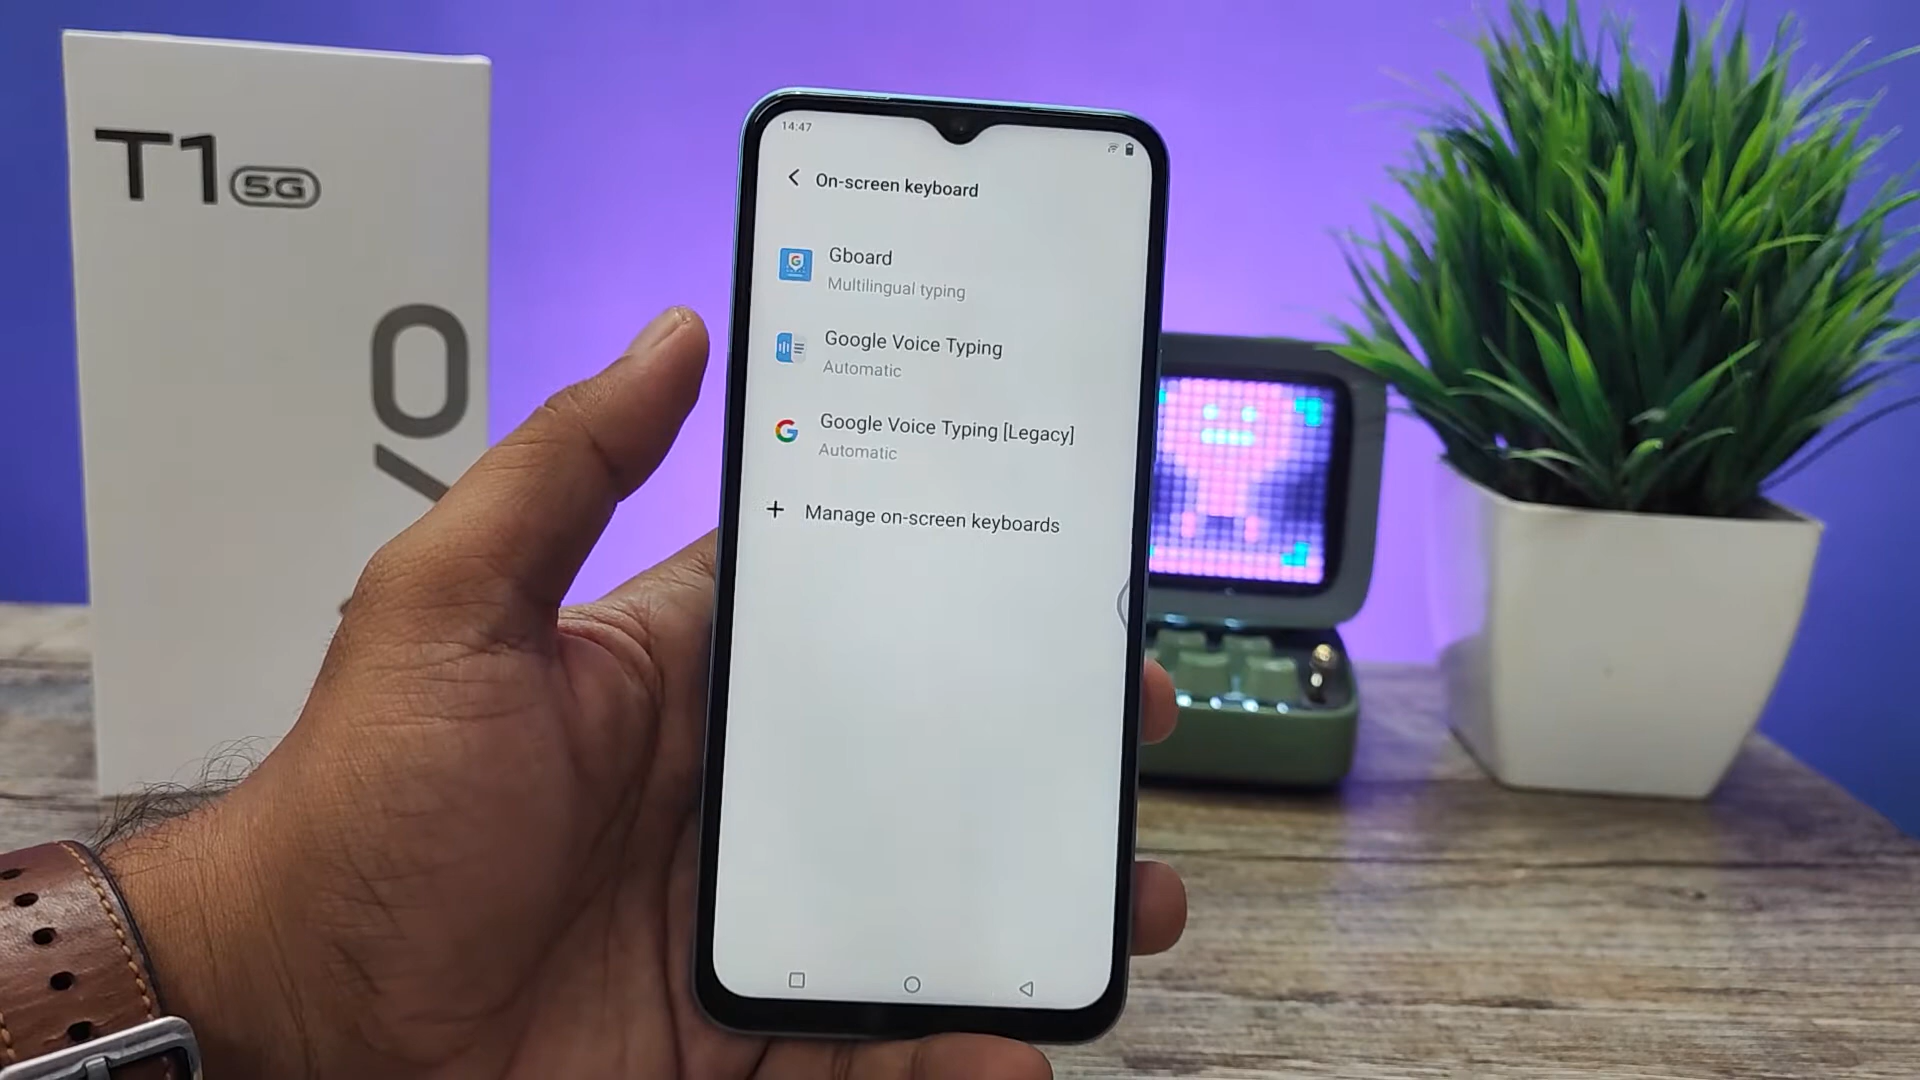 T1 5G
VO
14:47
On-screen keyboard
Gboard
Multilingual typing
Google Voice Typing
Automatic
Google Voice Typing [Legacy]
Automatic
+ Manage on-screen keyboards